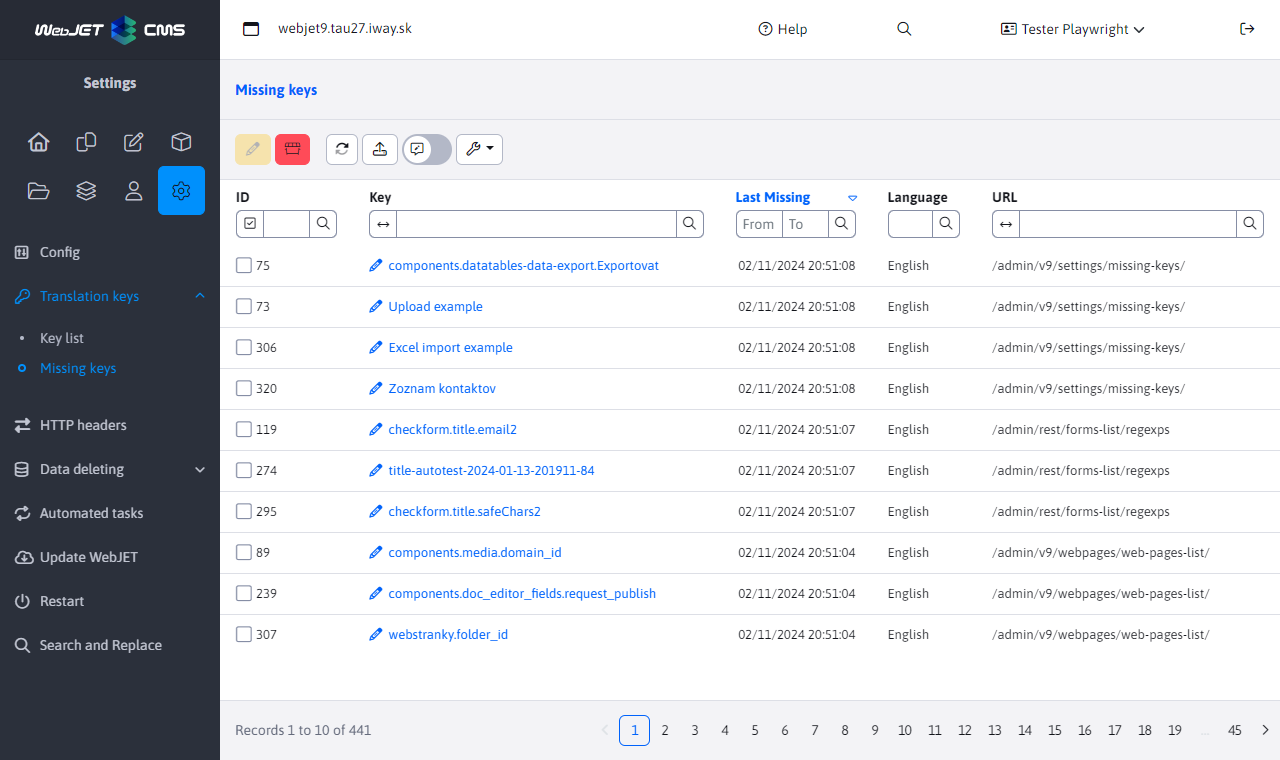 WebJET CMS
webjet9.tau27.iway.sk
Help
Tester Playwright
Settings
Config
Translation keys
Key list
Missing keys
HTTP headers
Data deleting
Automated tasks
Update WebJET
Restart
Search and Replace
Missing keys
ID Key Last Missing Language URL
From To
75 components.datatables-data-export.Exportovat 02/11/2024 20:51:08 English /admin/v9/settings/missing-keys/
73 Upload example 02/11/2024 20:51:08 English /admin/v9/settings/missing-keys/
306 Excel import example 02/11/2024 20:51:08 English /admin/v9/settings/missing-keys/
320 Zoznam kontaktov 02/11/2024 20:51:08 English /admin/v9/settings/missing-keys/
119 checkform.title.email2 02/11/2024 20:51:07 English /admin/rest/forms-list/regexps
274 title-autotest-2024-01-13-201911-84 02/11/2024 20:51:07 English /admin/rest/forms-list/regexps
295 checkform.title.safeChars2 02/11/2024 20:51:07 English /admin/rest/forms-list/regexps
89 components.media.domain_id 02/11/2024 20:51:04 English /admin/v9/webpages/web-pages-list/
239 components.doc_editor_fields.request_publish 02/11/2024 20:51:04 English /admin/v9/webpages/web-pages-list/
307 webstranky.folder_id 02/11/2024 20:51:04 English /admin/v9/webpages/web-pages-list/
Records 1 to 10 of 441
1 2 3 4 5 6 7 8 9 10 11 12 13 14 15 16 17 18 19 ... 45